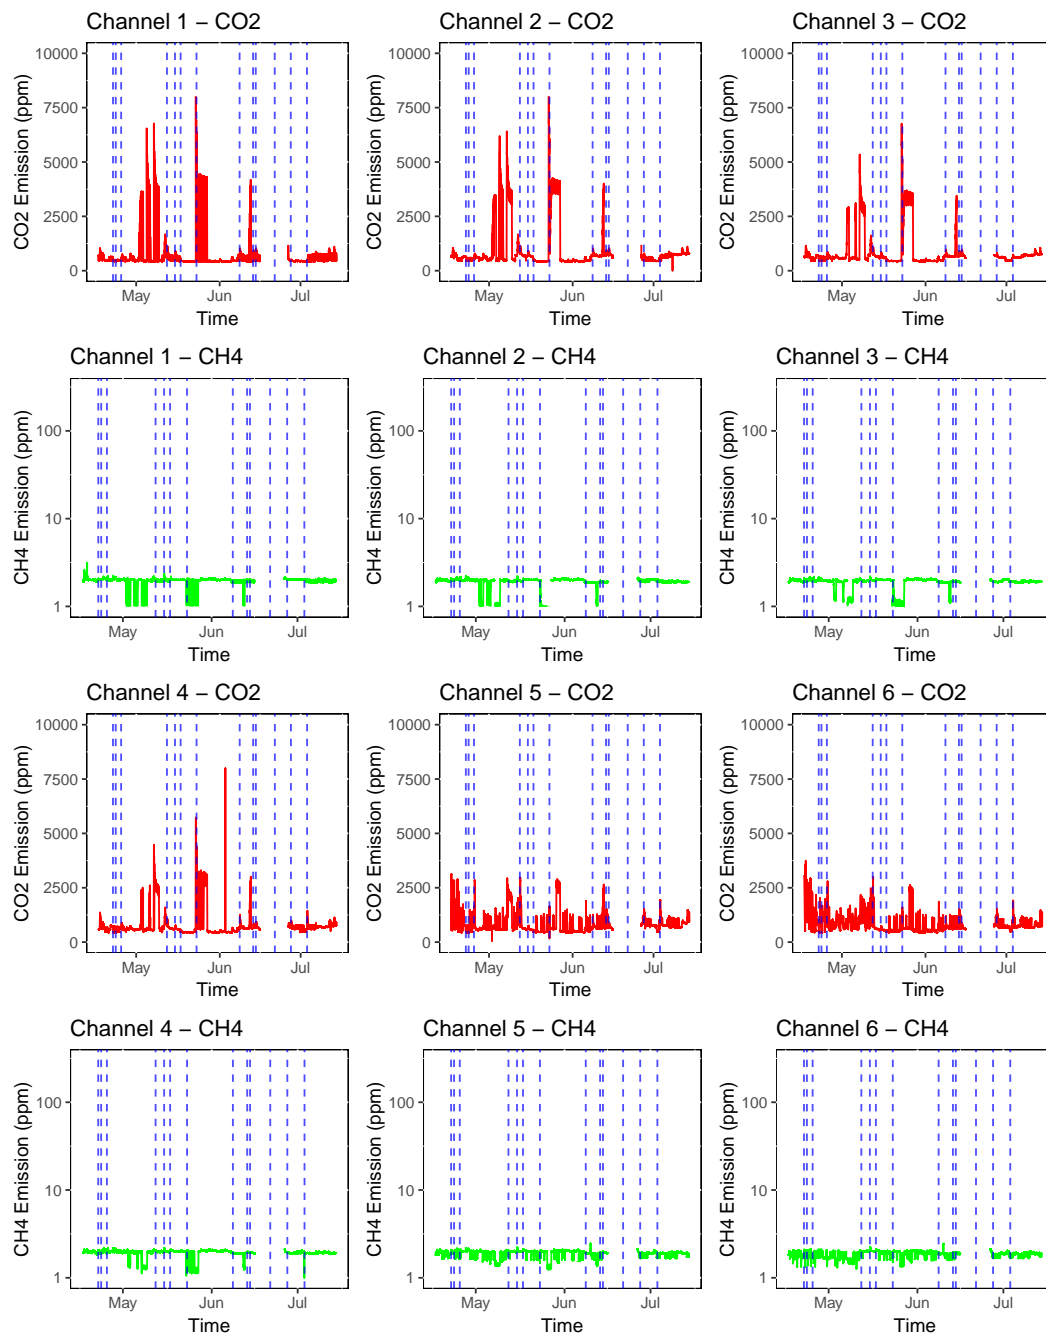 Channel 1 − CO2
Channel 2 − CO2
Channel 3 − CO2
CO2 Emission (ppm)
10000
7500
5000
2500
0
May
Jun
Jul
Time
CO2 Emission (ppm)
10000
7500
5000
2500
0
May
Jun
Jul
Time
CO2 Emission (ppm)
10000
7500
5000
2500
0
May
Jun
Jul
Time
Channel 1 − CH4
Channel 2 − CH4
Channel 3 − CH4
CH4 Emission (ppm)
100
10
1
May
Jun
Jul
Time
CH4 Emission (ppm)
100
10
1
May
Jun
Jul
Time
CH4 Emission (ppm)
100
10
1
May
Jun
Jul
Time
Channel 4 − CO2
Channel 5 − CO2
Channel 6 − CO2
CO2 Emission (ppm)
10000
7500
5000
2500
0
May
Jun
Jul
Time
CO2 Emission (ppm)
10000
7500
5000
2500
0
May
Jun
Jul
Time
CO2 Emission (ppm)
10000
7500
5000
2500
0
May
Jun
Jul
Time
Channel 4 − CH4
Channel 5 − CH4
Channel 6 − CH4
CH4 Emission (ppm)
100
10
1
May
Jun
Jul
Time
CH4 Emission (ppm)
100
10
1
May
Jun
Jul
Time
CH4 Emission (ppm)
100
10
1
May
Jun
Jul
Time